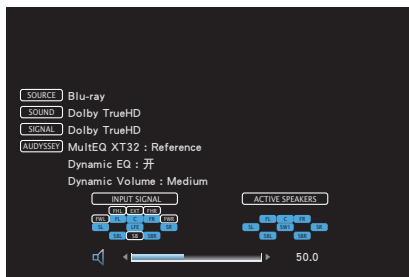 SOURCE Blu-ray
SOUND Dolby TrueHD
SIGNAL Dolby TrueHD
AUDYSSEY MultEQ XT32 : Reference
Dynamic EQ : 开
Dynamic Volume : Medium
INPUT SIGNAL ACTIVE SPEAKERS
FHL EXT FHR
FWL FL C FR FWR FL C FR
SL LFE SR SL SW1 SR
SBL SB SBR SBL SBR
50.0